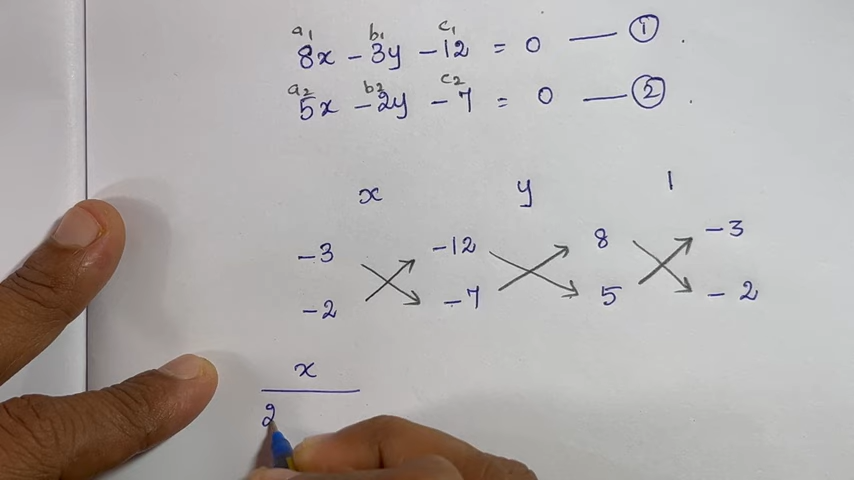 a1 b1 c1
8x - 3y - 12 = 0 — ①
a2 b2 c2
5x - 2y - 7 = 0 — ②
x y 1
-3 -12 8 -3
-2 -7 5 -2
x
2